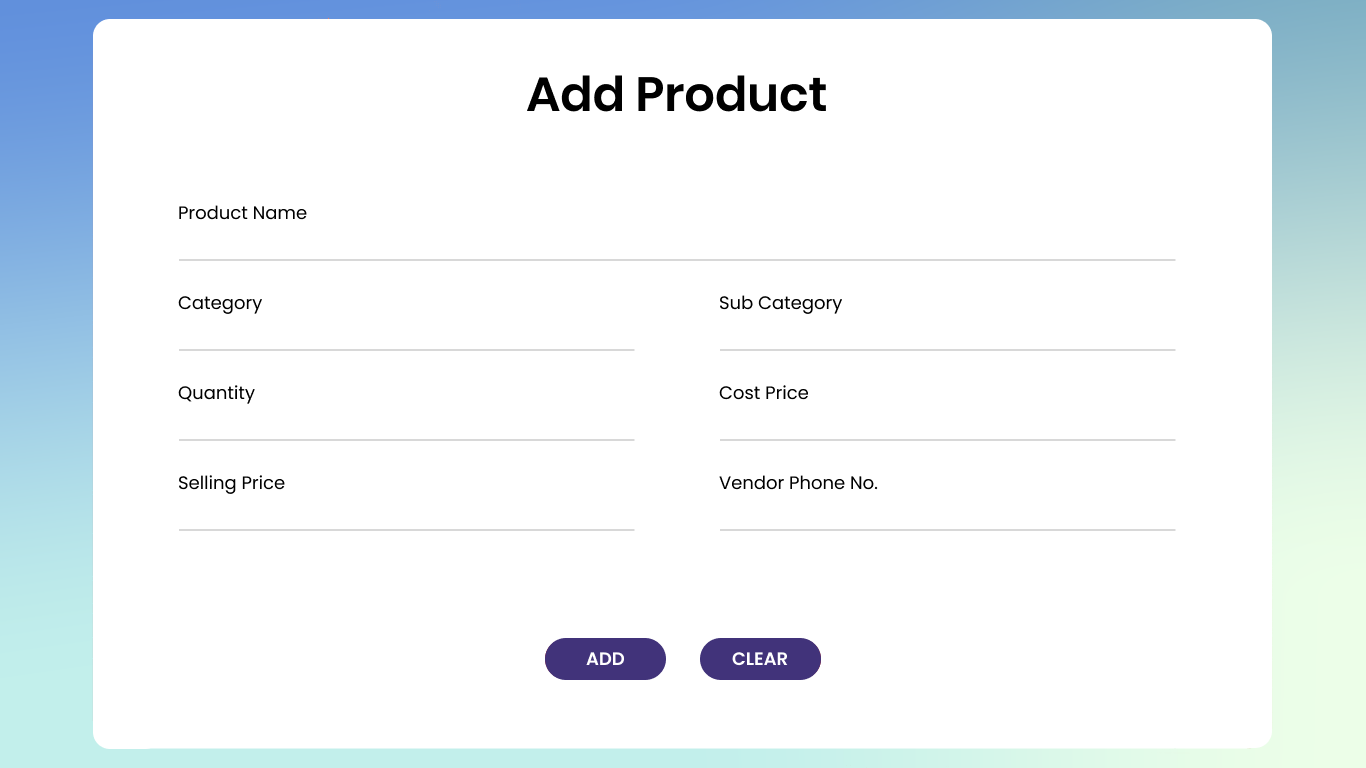 Add Product
Product Name
Category
Sub Category
Quantity
Cost Price
Selling Price
Vendor Phone No.
ADD
CLEAR